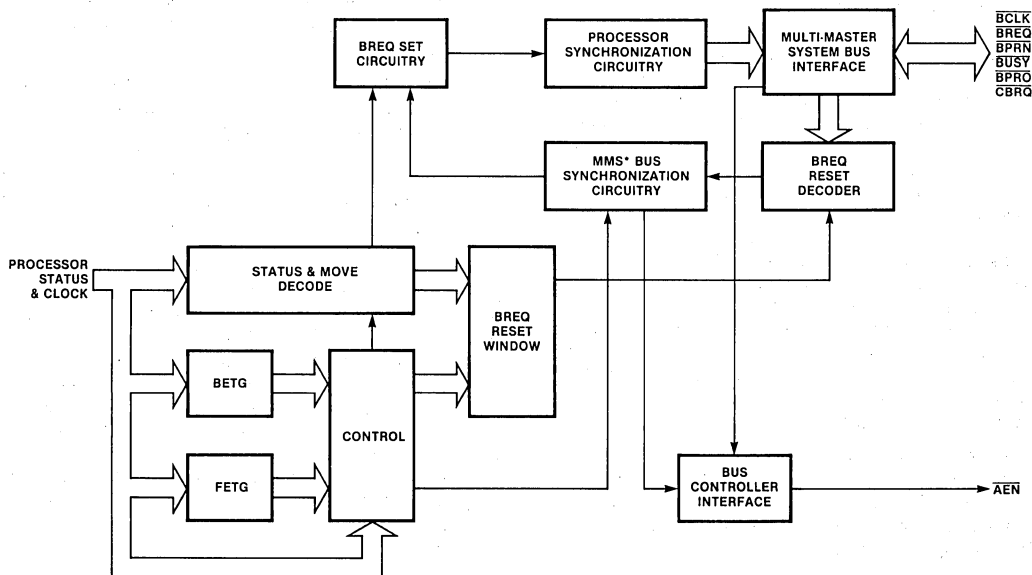 BREQ SET
CIRCUITRY
PROCESSOR
SYNCHRONIZATION
CIRCUITRY
MULTI-MASTER
SYSTEM BUS
INTERFACE
BCLK
BREQ
BPRN
BUSY
BPRO
CBRQ
MMS* BUS
SYNCHRONIZATION
CIRCUITRY
BREQ
RESET
DECODER
PROCESSOR
STATUS
& CLOCK
STATUS & MOVE
DECODE
BREQ
RESET
WINDOW
BETG
CONTROL
FETG
BUS
CONTROLLER
INTERFACE
AEN